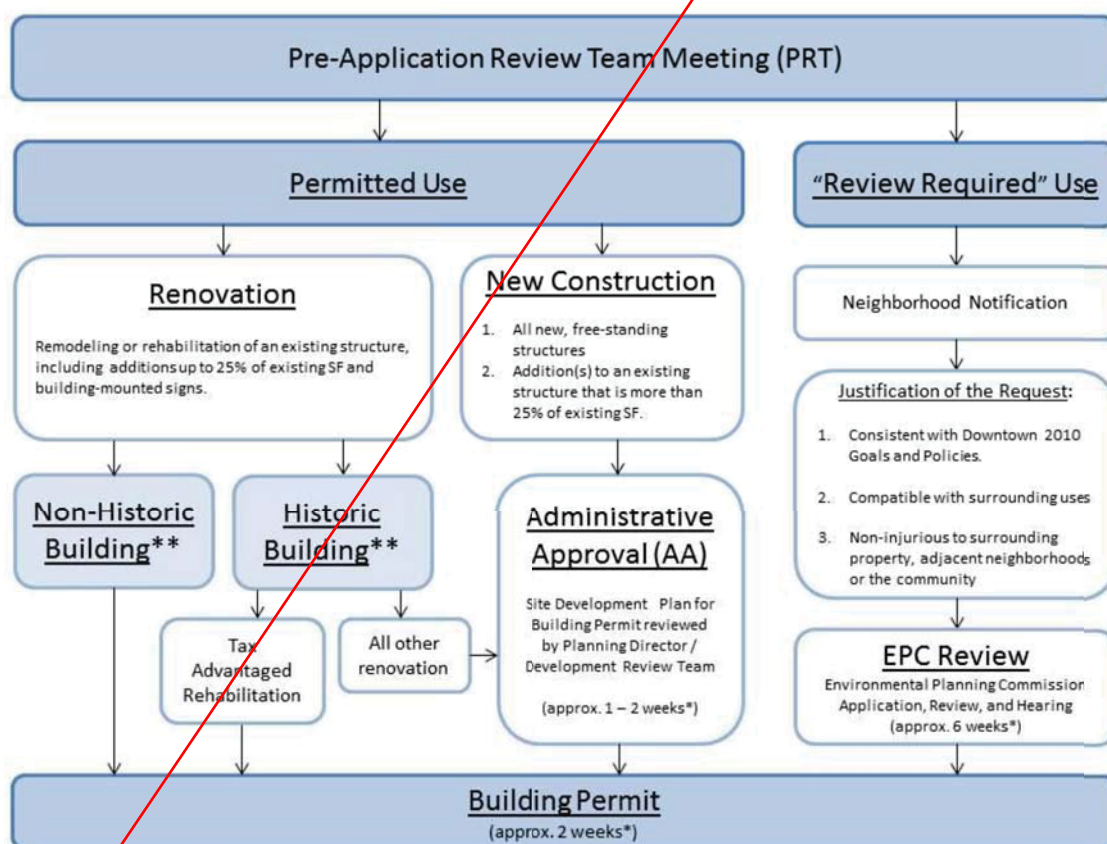 Pre-Application Review Team Meeting (PRT)
Permitted Use
"Review Required" Use
Renovation
Remodeling or rehabilitation of an existing structure,
including additions up to 25% of existing SF and
building-mounted signs.
New Construction
1. All new, free-standing
structures
2. Addition(s) to an existing
structure that is more than
25% of existing SF.
Neighborhood Notification
Justification of the Request:
1. Consistent with Downtown 2010
Goals and Policies.
2. Compatible with surrounding uses
3. Non-injurious to surrounding
property, adjacent neighborhoods
or the community
Non-Historic
Building**
Historic
Building**
Administrative
Approval (AA)
Site Development Plan for
Building Permit reviewed
by Planning Director /
Development Review Team
(approx. 1 – 2 weeks*)
Tax
Advantaged
Rehabilitation
All other
renovation
EPC Review
Environmental Planning Commission
Application, Review, and Hearing
(approx. 6 weeks*)
Building Permit
(approx. 2 weeks*)